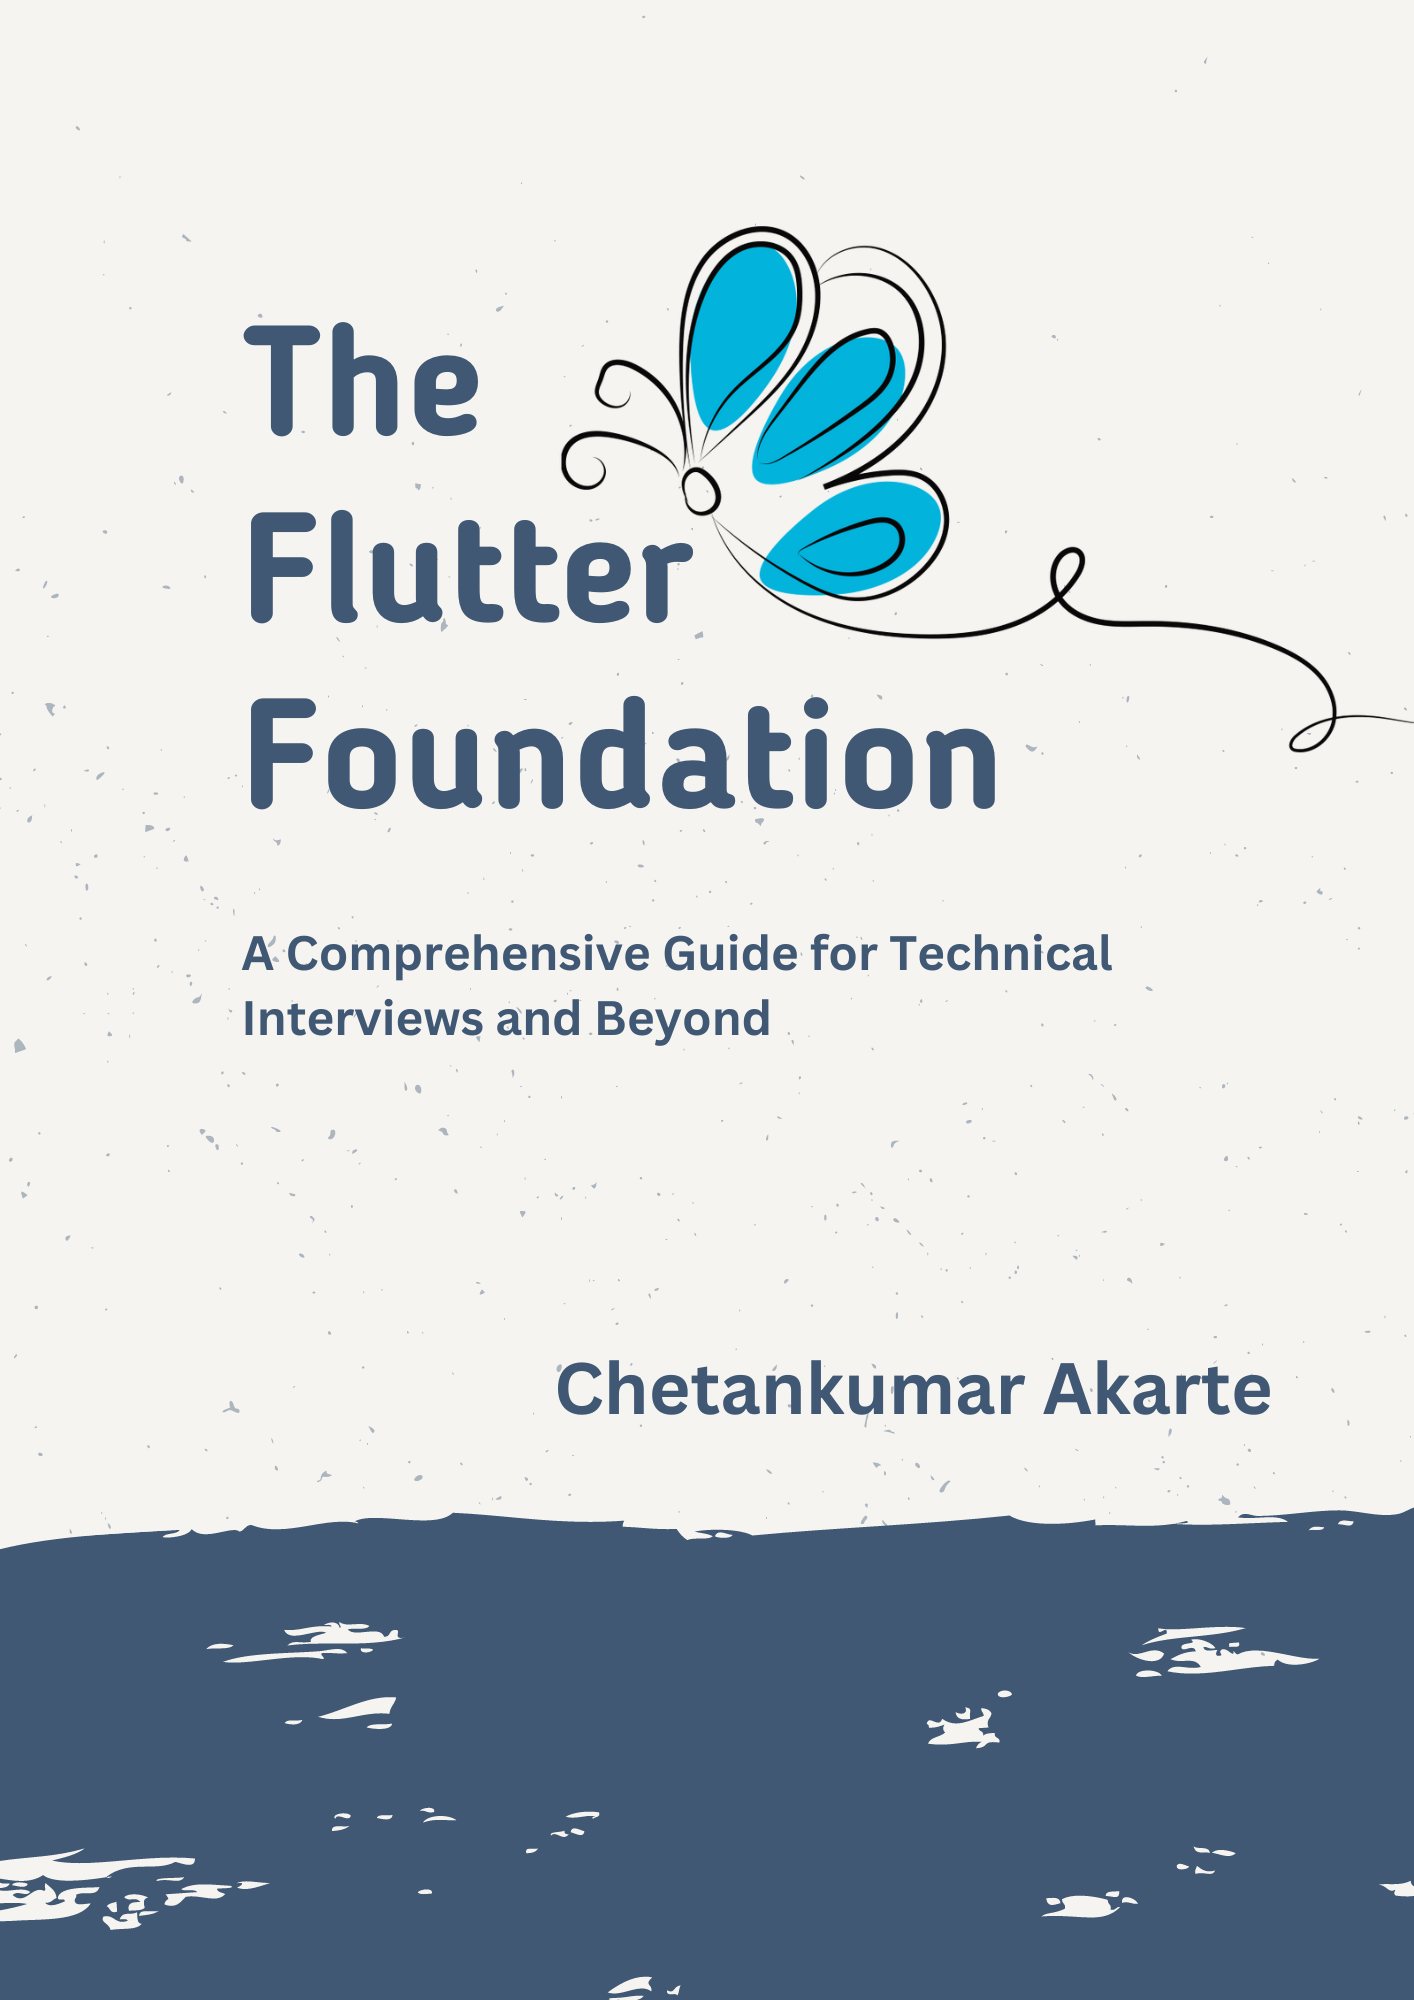 The
Flutter
Foundation
A Comprehensive Guide for Technical
Interviews and Beyond
Chetankumar Akarte